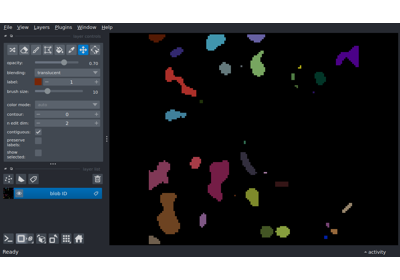 File View Layers Plugins Window Help
opacity: 0.70
blending: translucent
label: 1
brush size: 10
color mode: auto
contour: 0
n edit dim: 2
contiguous:
preserve labels:
show selected:
blob ID
Ready activity